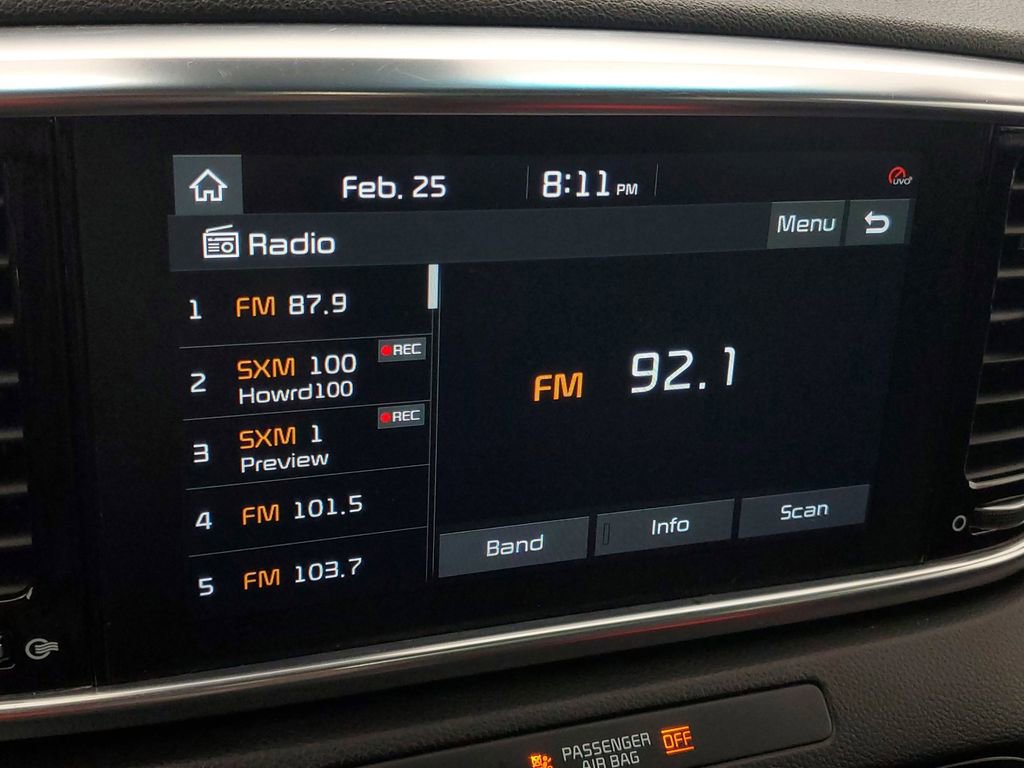 Feb. 25 8:11 PM
UVO
Radio Menu
1 FM 87.9
2 SXM 100 REC
Howrd100
3 SXM 1 REC
Preview
4 FM 101.5
5 FM 103.7
FM 92.1
Band Info Scan
PASSENGER OFF
AIR BAG